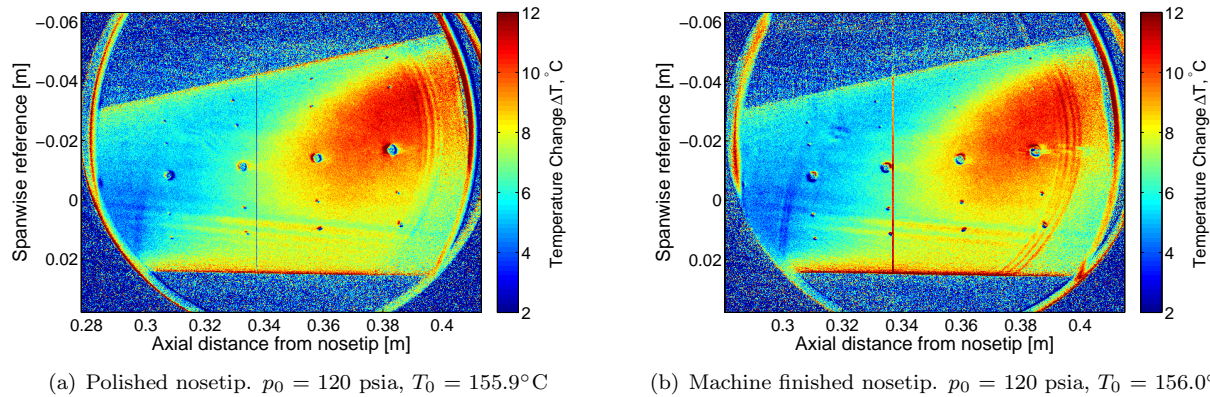 −0.06
−0.04
−0.02
0
0.02
Spanwise reference [m]
0.28 0.3 0.32 0.34 0.36 0.38 0.4
Axial distance from nosetip [m]
12
10
8
6
4
2
Temperature Change ΔT,°C
(a) Polished nosetip. p0 = 120 psia, T0 = 155.9°C
−0.06
−0.04
−0.02
0
0.02
Spanwise reference [m]
0.3 0.32 0.34 0.36 0.38 0.4
Axial distance from nosetip [m]
12
10
8
6
4
2
Temperature Change ΔT,°C
(b) Machine finished nosetip. p0 = 120 psia, T0 = 156.0°